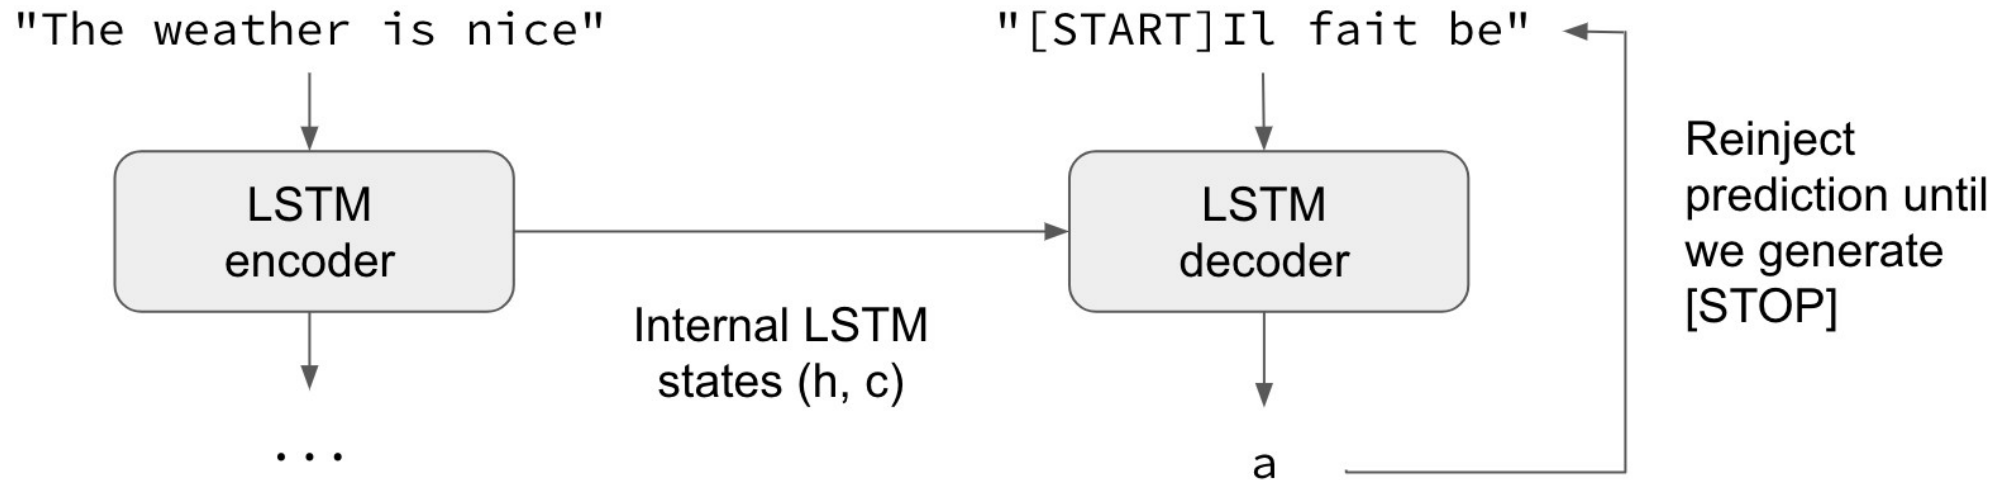 "The weather is nice"
"[START]Il fait be"
LSTM
encoder
Internal LSTM
states (h, c)
LSTM
decoder
Reinject
prediction until
we generate
[STOP]
...
a